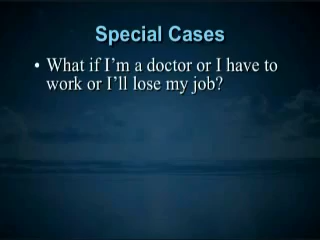 Special Cases
• What if I'm a doctor or I have to
work or I'll lose my job?